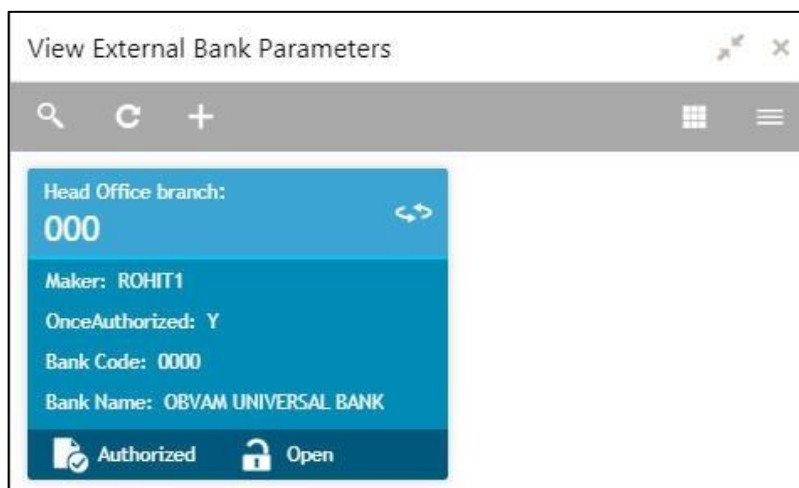 View External Bank Parameters
Head Office branch:
000
Maker: ROHIT1
OnceAuthorized: Y
Bank Code: 0000
Bank Name: OBVAM UNIVERSAL BANK
Authorized Open